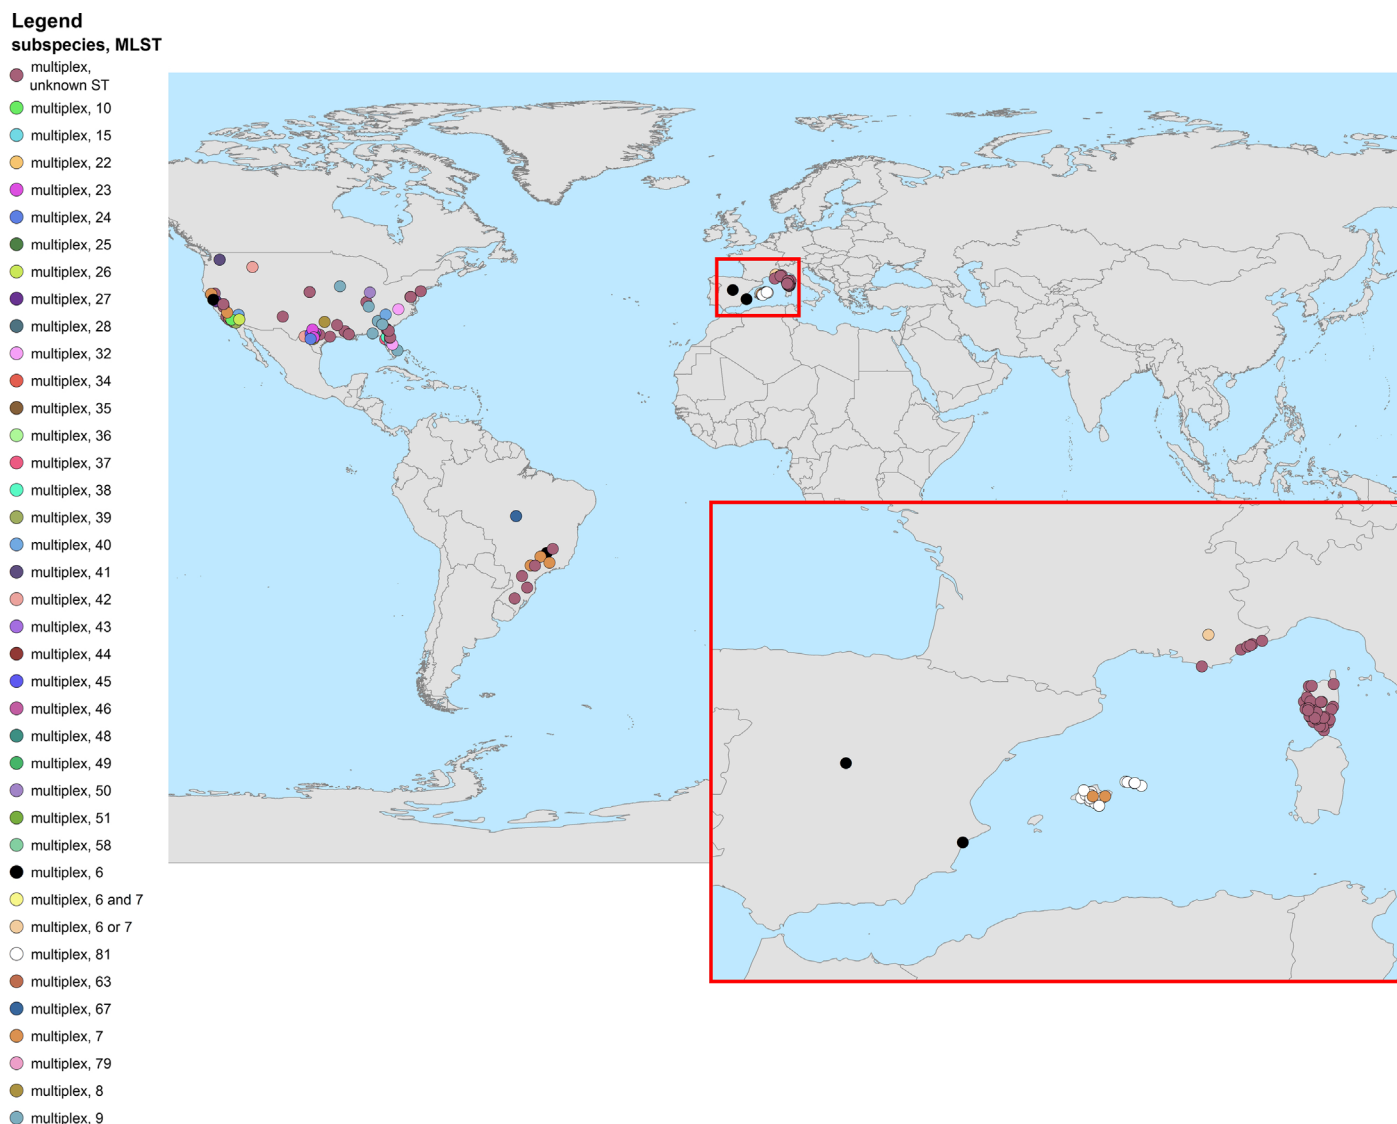 Legend
subspecies, MLST
multiplex,
unknown ST
multiplex, 10
multiplex, 15
multiplex, 22
multiplex, 23
multiplex, 24
multiplex, 25
multiplex, 26
multiplex, 27
multiplex, 28
multiplex, 32
multiplex, 34
multiplex, 35
multiplex, 36
multiplex, 37
multiplex, 38
multiplex, 39
multiplex, 40
multiplex, 41
multiplex, 42
multiplex, 43
multiplex, 44
multiplex, 45
multiplex, 46
multiplex, 48
multiplex, 49
multiplex, 50
multiplex, 51
multiplex, 58
multiplex, 6
multiplex, 6 and 7
multiplex, 6 or 7
multiplex, 81
multiplex, 63
multiplex, 67
multiplex, 7
multiplex, 79
multiplex, 8
multiplex, 9